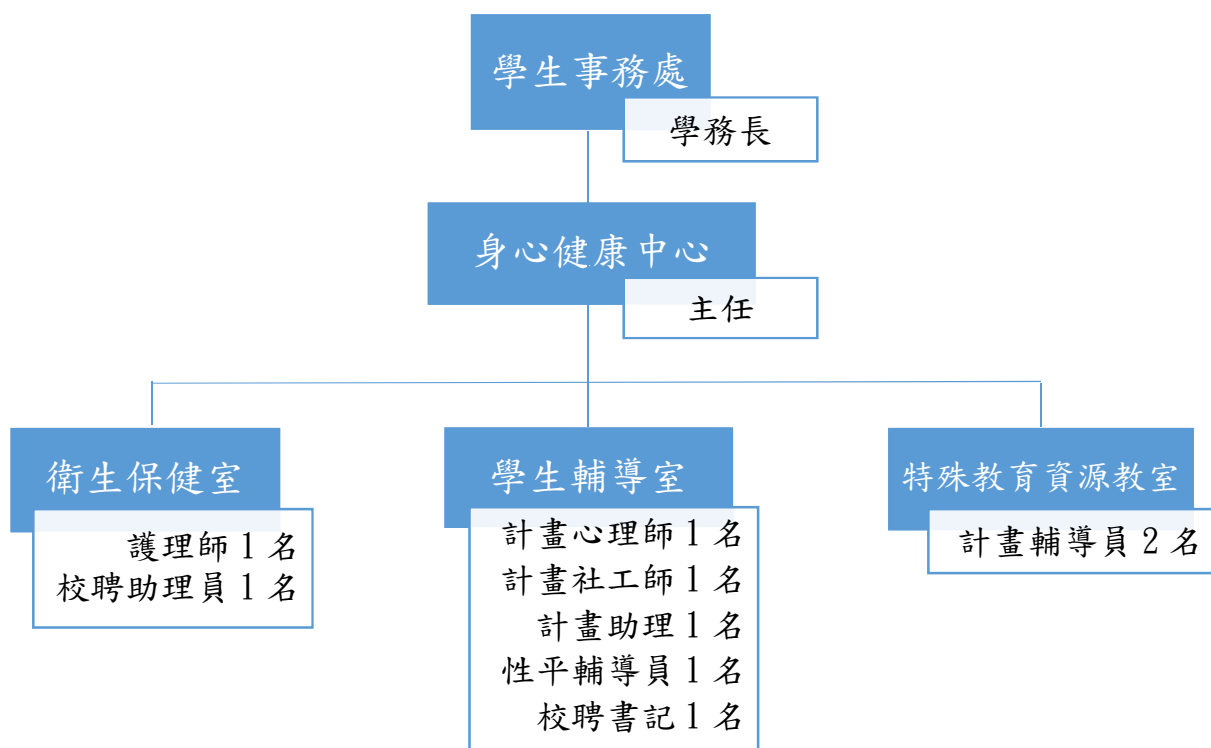 學生事務處
學務長
身心健康中心
主任
衛生保健室
護理師 1 名
校聘助理員 1 名
學生輔導室
計畫心理師 1 名
計畫社工師 1 名
計畫助理 1 名
性平輔導員 1 名
校聘書記 1 名
特殊教育資源教室
計畫輔導員 2 名